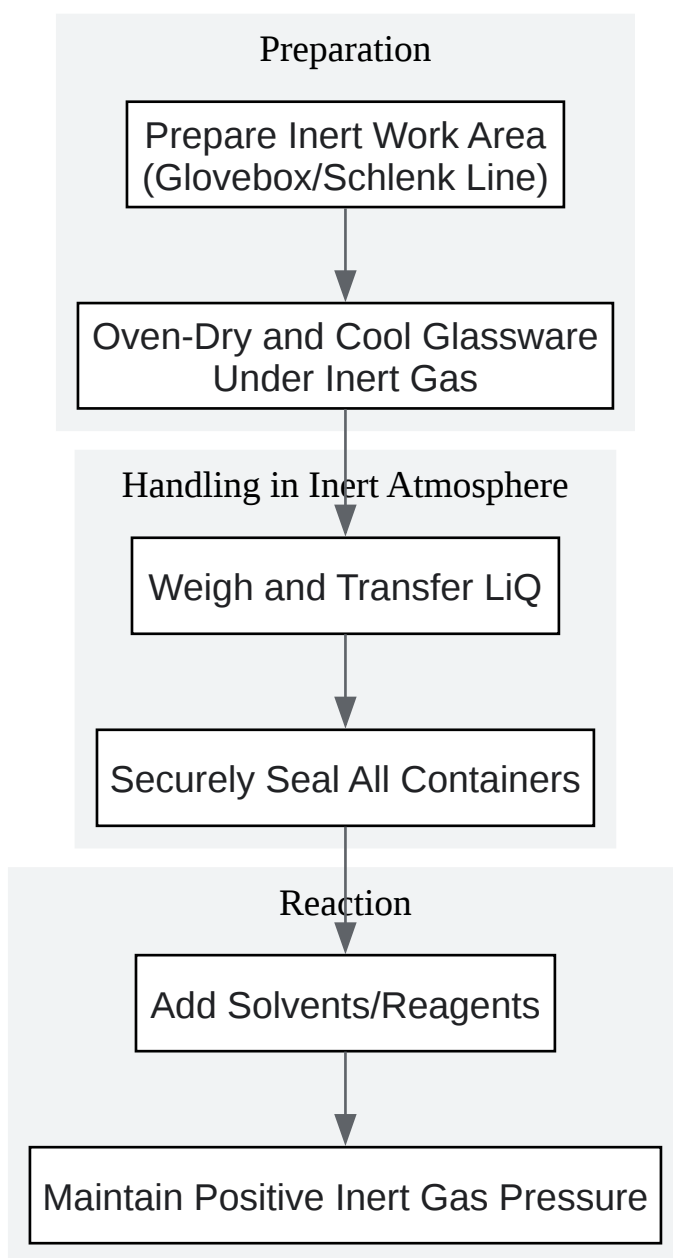 Preparation
Prepare Inert Work Area
(Glovebox/Schlenk Line)
Oven-Dry and Cool Glassware
Under Inert Gas
Handling in Inert Atmosphere
Weigh and Transfer LiQ
Securely Seal All Containers
Reaction
Add Solvents/Reagents
Maintain Positive Inert Gas Pressure